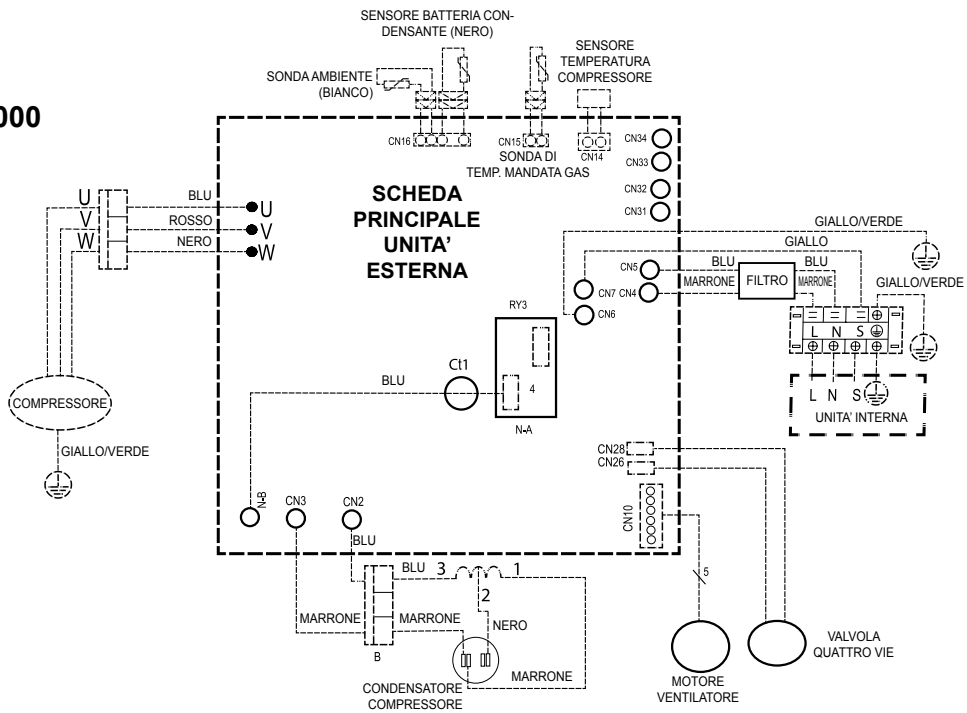 SENSORE BATTERIA CON-
DENSANTE (NERO)
SENSORE
TEMPERATURA
COMPRESSORE
SONDA AMBIENTE
(BIANCO)
000
CN16
CN15
CN14
SONDA DI
TEMP. MANDATA GAS
CN34
CN33
CN32
CN31
SCHEDA
PRINCIPALE
UNITA'
ESTERNA
U
V
W
BLU
ROSSO
NERO
U
V
W
GIALLO/VERDE
GIALLO
CN5
BLU
BLU
CN7
CN4
MARRONE
FILTRO
MARRONE
GIALLO/VERDE
CN6
RY3
L N S
Ct1
BLU
4
N-A
L N S
UNITA' INTERNA
COMPRESSORE
GIALLO/VERDE
CN28
CN26
N-B
CN3
CN2
CN10
BLU
BLU
3
1
2
5
MARRONE
MARRONE
NERO
B
MARRONE
CONDENSATORE
COMPRESSORE
MOTORE
VENTILATORE
VALVOLA
QUATTRO VIE